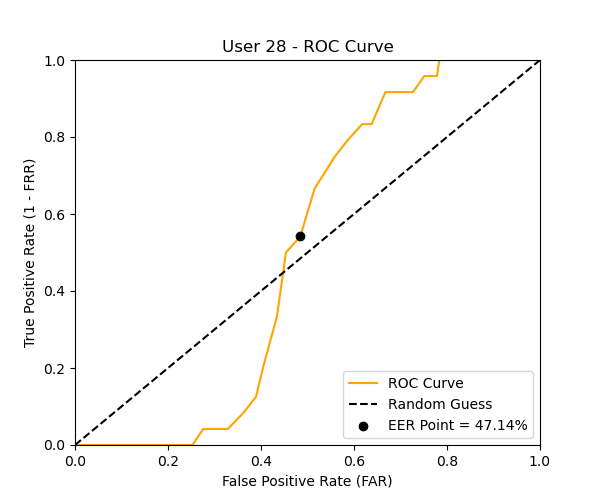 User 28 - ROC Curve
1.0
0.8
0.6
0.4
0.2
0.0
True Positive Rate (1 - FRR)
ROC Curve
Random Guess
EER Point = 47.14%
0.0 0.2 0.4 0.6 0.8 1.0
False Positive Rate (FAR)